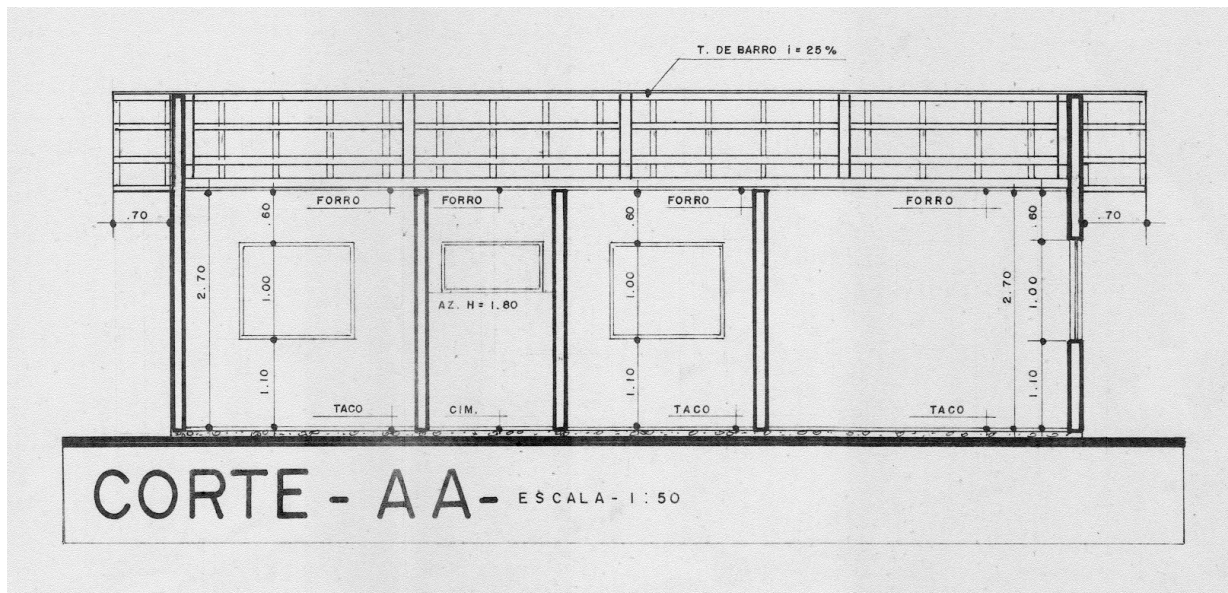 T. DE BARRO i = 25%
FORRO
FORRO
FORRO
FORRO
.70
.60
.60
.60
.70
2.70
1.00
1.00
2.70
1.00
AZ. H = 1.80
1.10
1.10
1.10
TACO
CIM.
TACO
TACO
CORTE - AA - ESCALA - 1:50